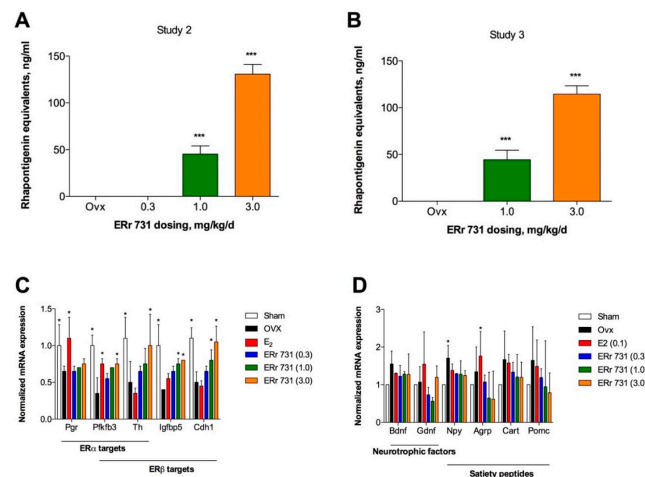 A
Study 2
Rhapontigenin equivalents, ng/ml
150
100
50
0
***
***
Ovx 0.3 1.0 3.0
ERr 731 dosing, mg/kg/d
B
Study 3
Rhapontigenin equivalents, ng/ml
150
100
50
0
***
***
Ovx 1.0 3.0
ERr 731 dosing, mg/kg/d
C
Normalized mRNA expression
1.5
1.0
0.5
0.0
* * * * * * * * * * * *
Pgr Pfkfb3 Th Igfbp5 Cdh1
ERα targets
ERβ targets
Sham
OVX
E2
ERr 731 (0.3)
ERr 731 (1.0)
ERr 731 (3.0)
D
Normalized mRNA expression
3
2
1
0
* *
Bdnf Gdnf Npy Agrp Cart Pomc
Neurotrophic factors
Satiety peptides
Sham
Ovx
E2 (0.1)
ERr 731 (0.3
ERr 731 (1.0
ERr 731 (3.0